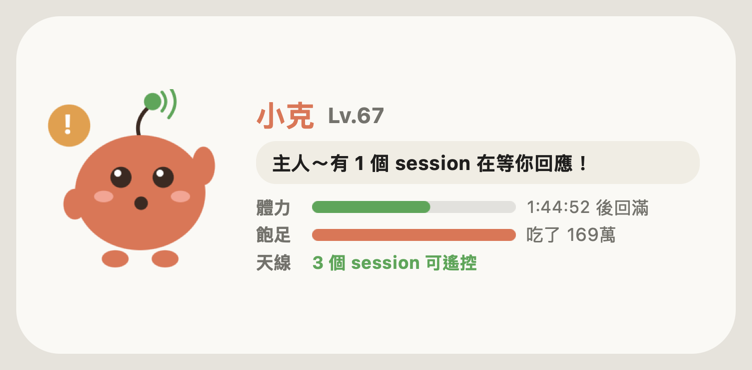 !
小克 Lv.67
主人～有 1 個 session 在等你回應！
體力 1:44:52 後回滿
飽足 吃了 169萬
天線 3 個 session 可遙控